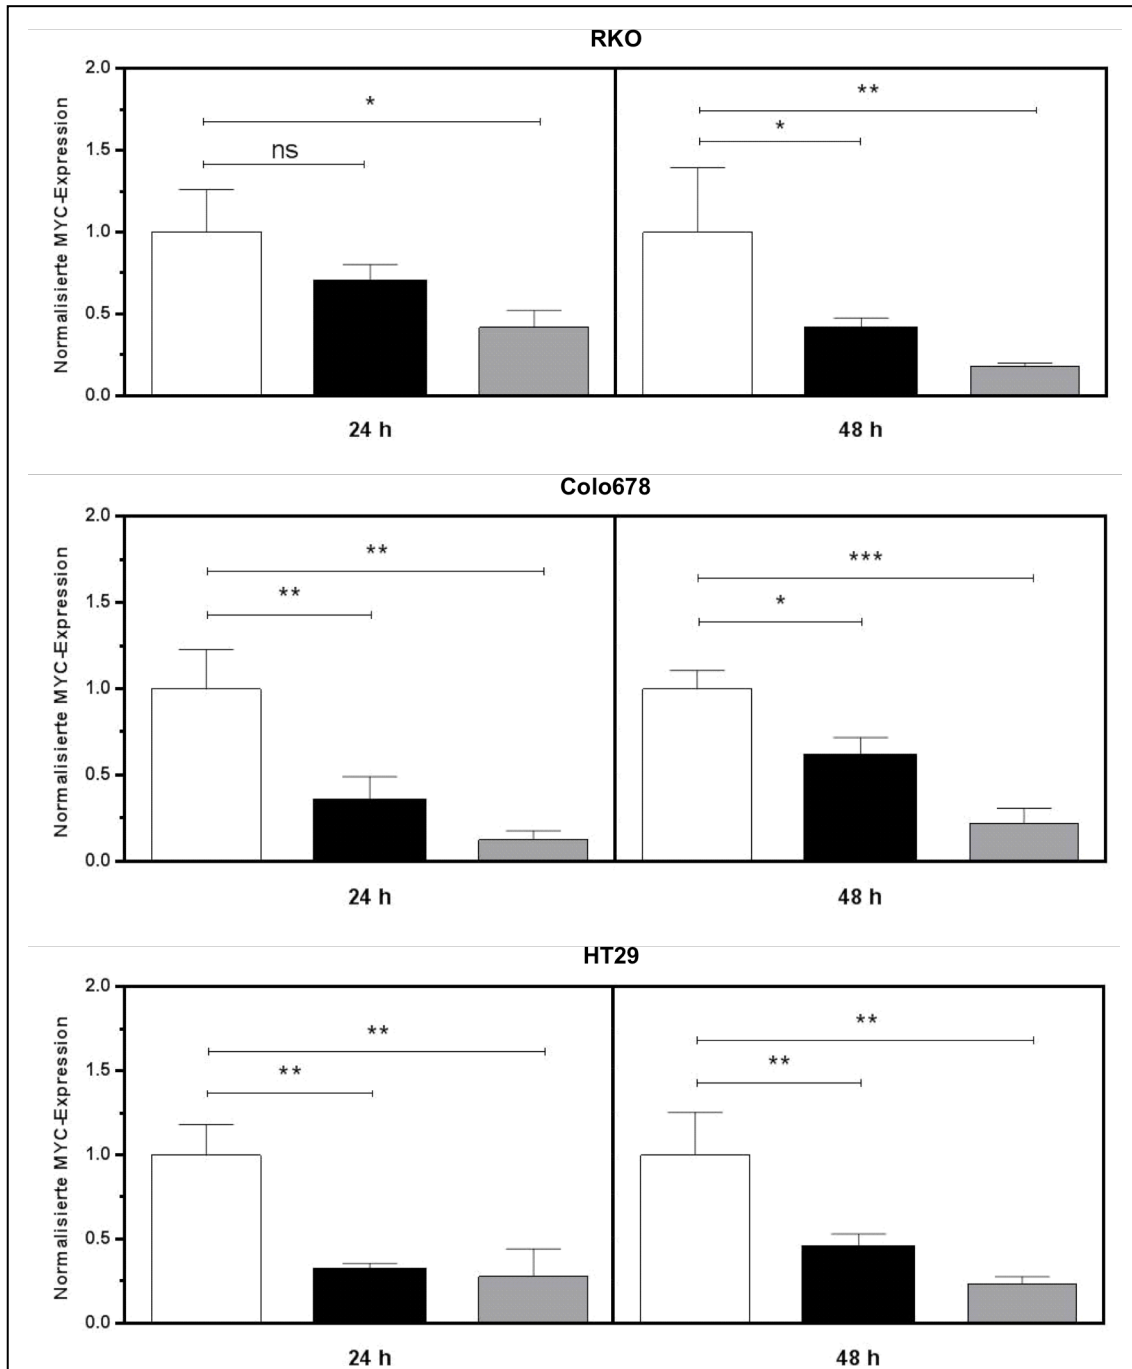 RKO
Normalisierte MYC-Expression
2.0
1.5
1.0
0.5
0.0
*
ns
**
*
24 h
48 h
Colo678
Normalisierte MYC-Expression
2.0
1.5
1.0
0.5
0.0
**
**
***
*
24 h
48 h
HT29
Normalisierte MYC-Expression
2.0
1.5
1.0
0.5
0.0
**
**
**
**
24 h
48 h